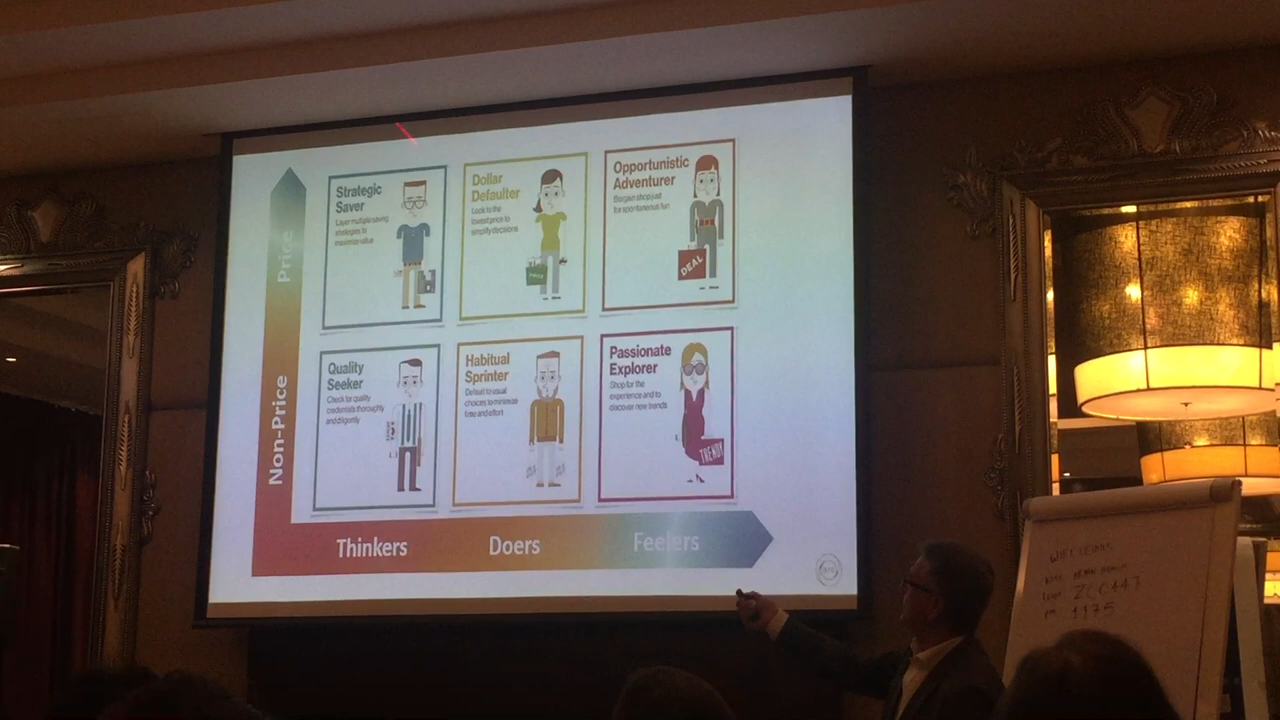 Strategic
Saver
Layer multiple saving
strategies to
maximize value
Dollar
Defaulter
Look to the
lowest price to
simplify decisions
PRICE
Opportunistic
Adventurer
Bargain shop just
for spontaneous fun
DEAL
Price
Non-Price
Quality
Seeker
Check for quality
credentials thoroughly
and diligently
Habitual
Sprinter
Default to usual
choices to minimize
time and effort
Passionate
Explorer
Shop for the
experience and to
discover new trends
TRENDY
Thinkers
Doers
Feelers
1175